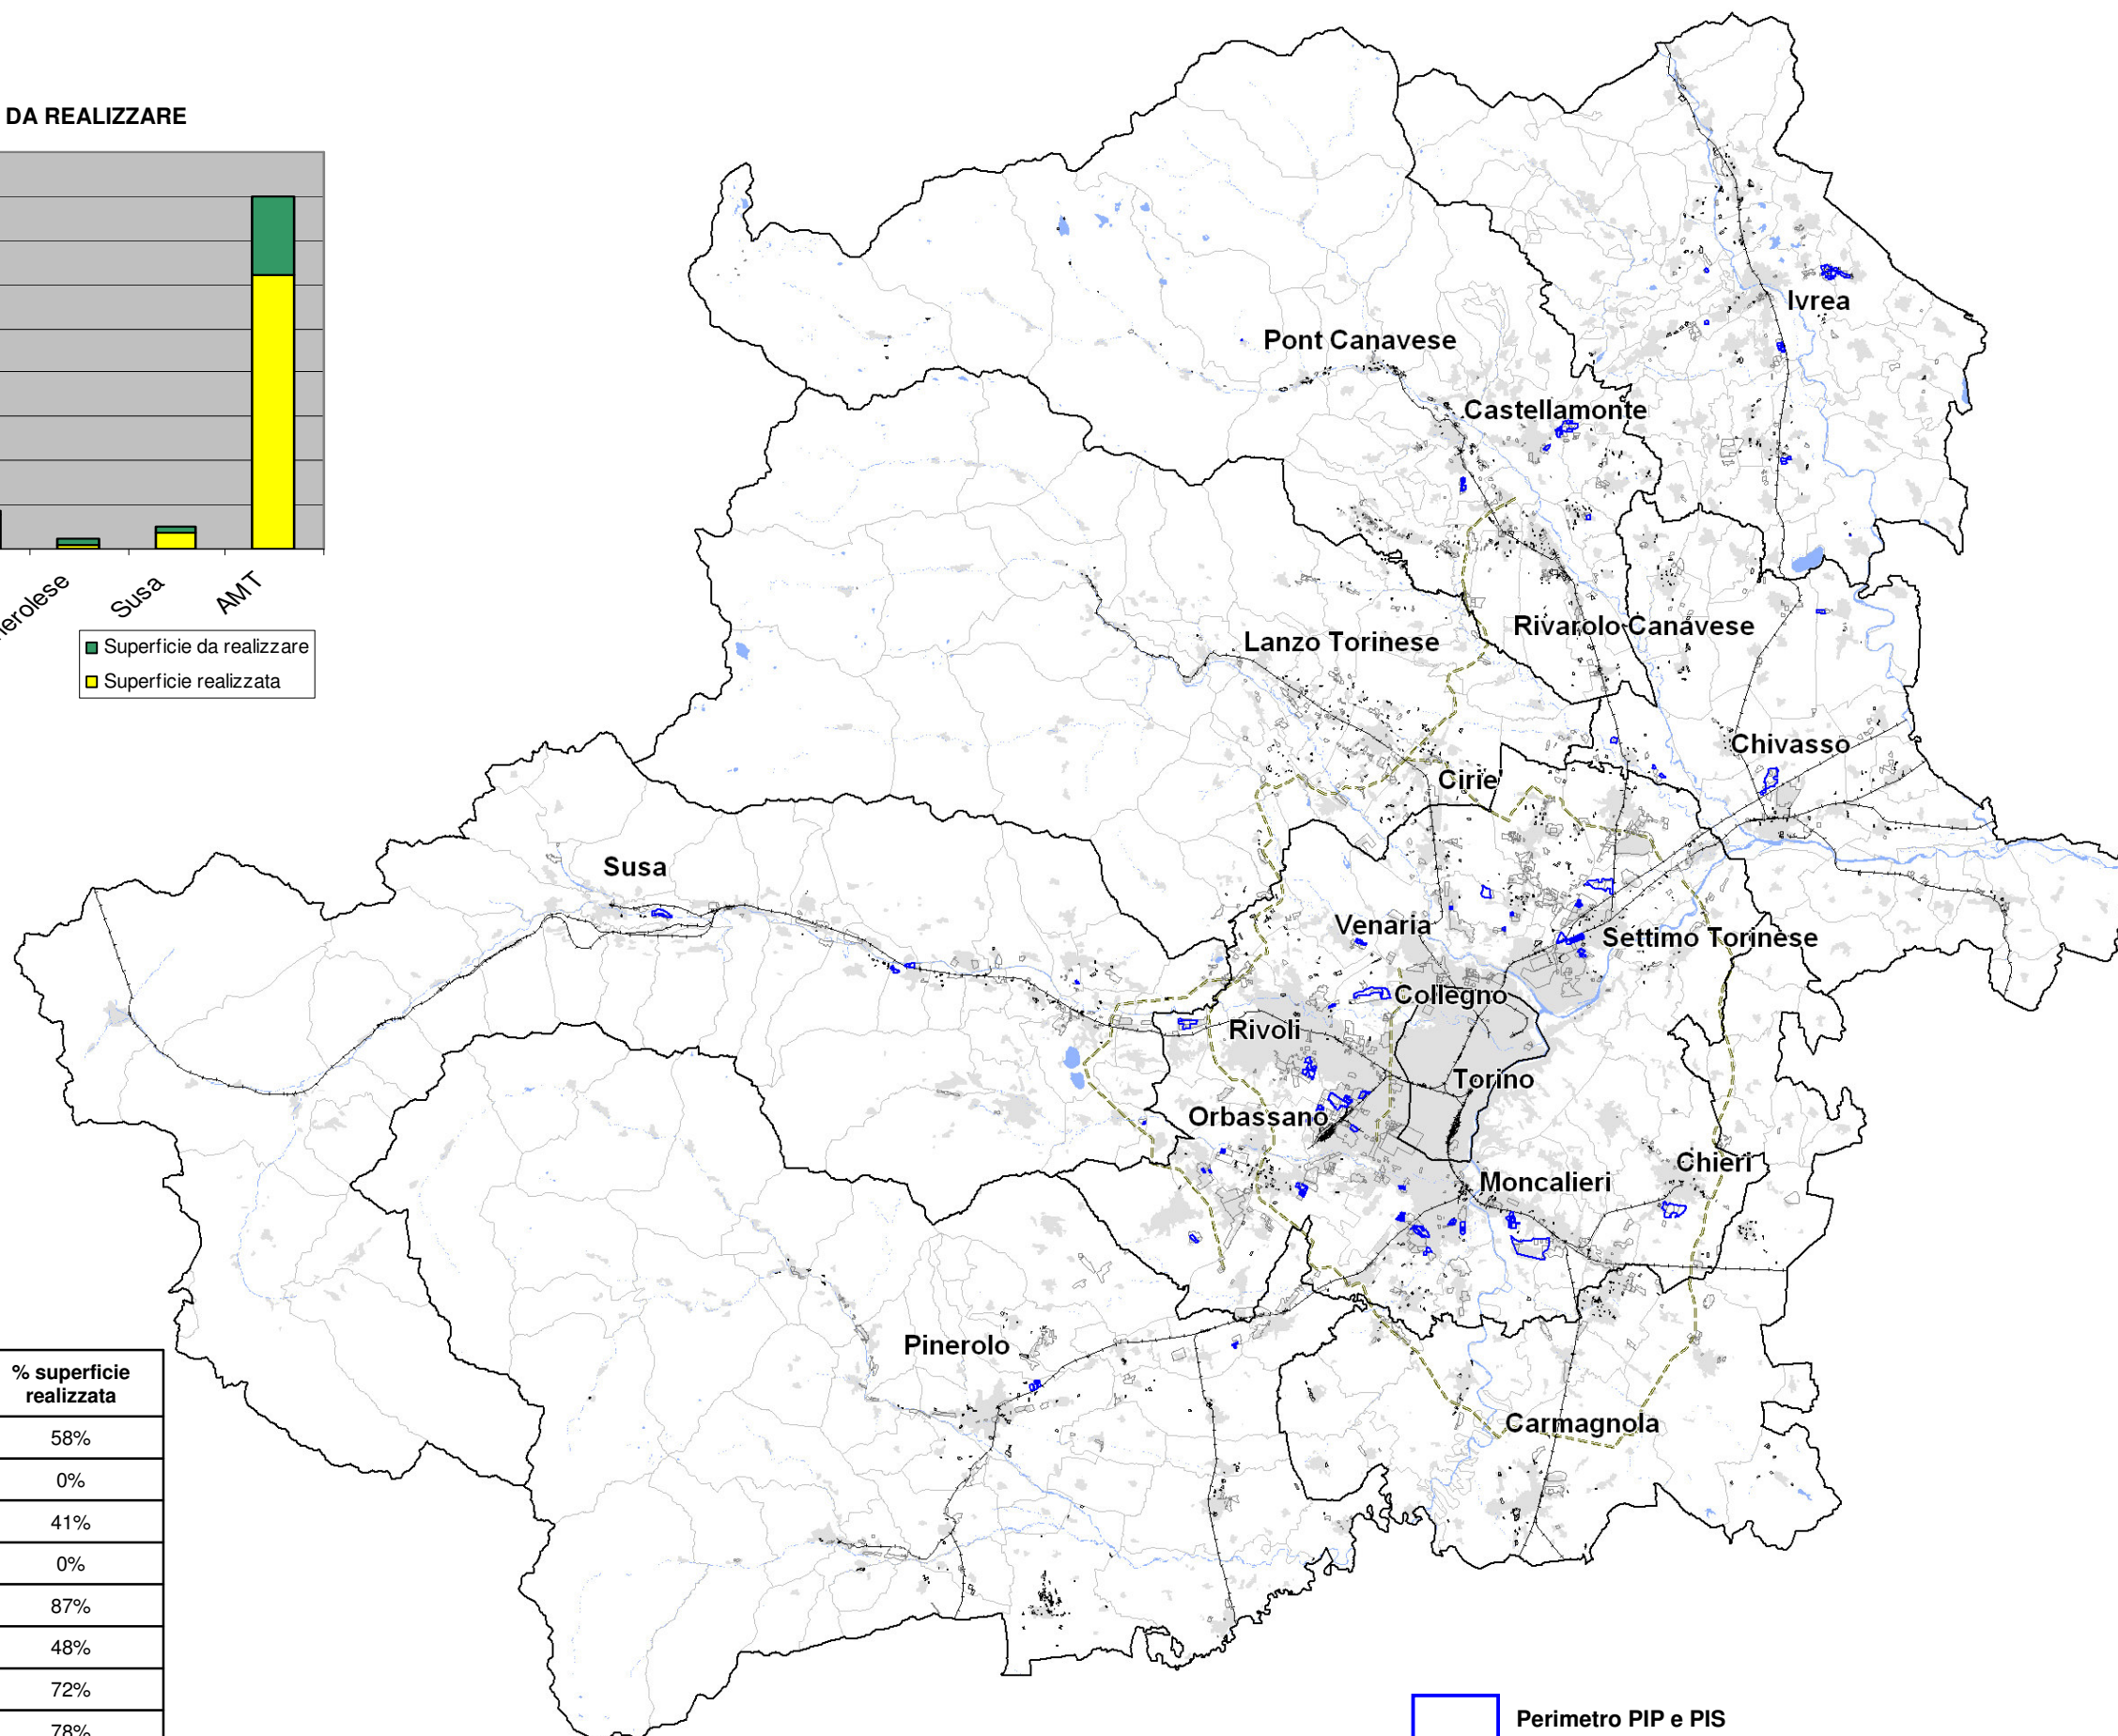 DA REALIZZARE
Susa
AMT
Superficie da realizzare
Superficie realizzata
Ivrea
Pont Canavese
Castellamonte
Rivarolo Canavese
Lanzo Torinese
Chivasso
Cirie'
Susa
Venaria
Settimo Torinese
Collegno
Rivoli
Torino
Orbassano
Chieri
Moncalieri
Pinerolo
Carmagnola
% superficie
realizzata
58%
0%
41%
0%
87%
48%
72%
78%
Perimetro PIP e PIS